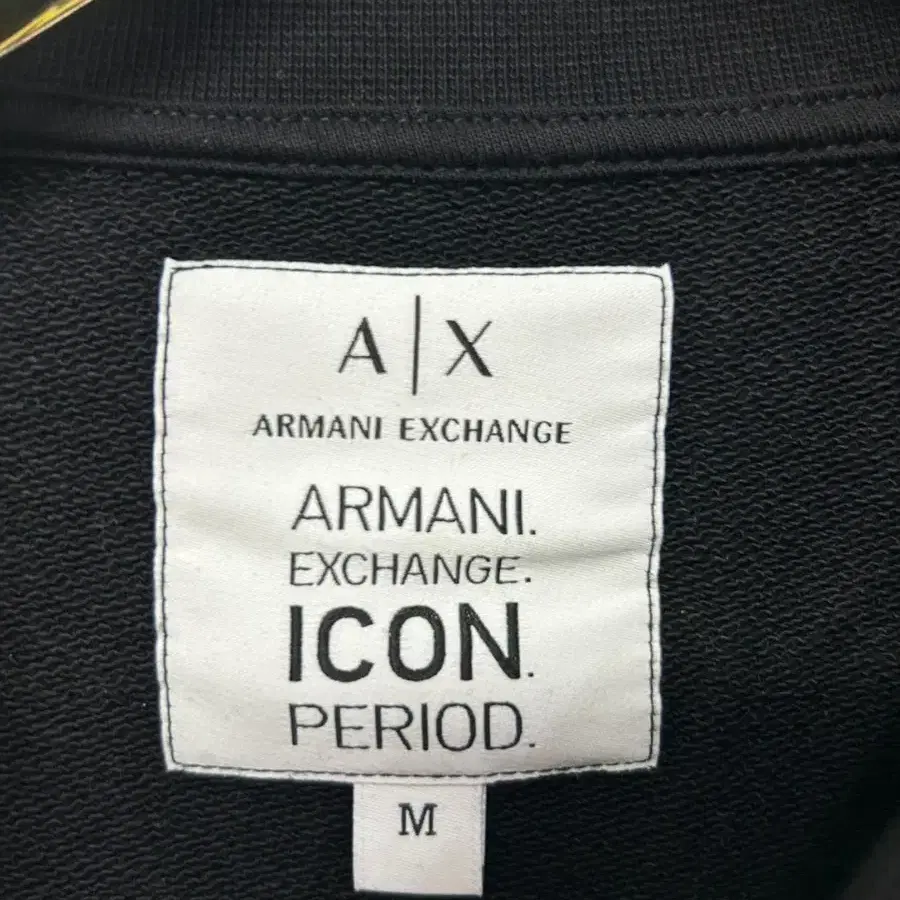 A|X
ARMANI EXCHANGE
ARMANI.
EXCHANGE.
ICON.
PERIOD.
M